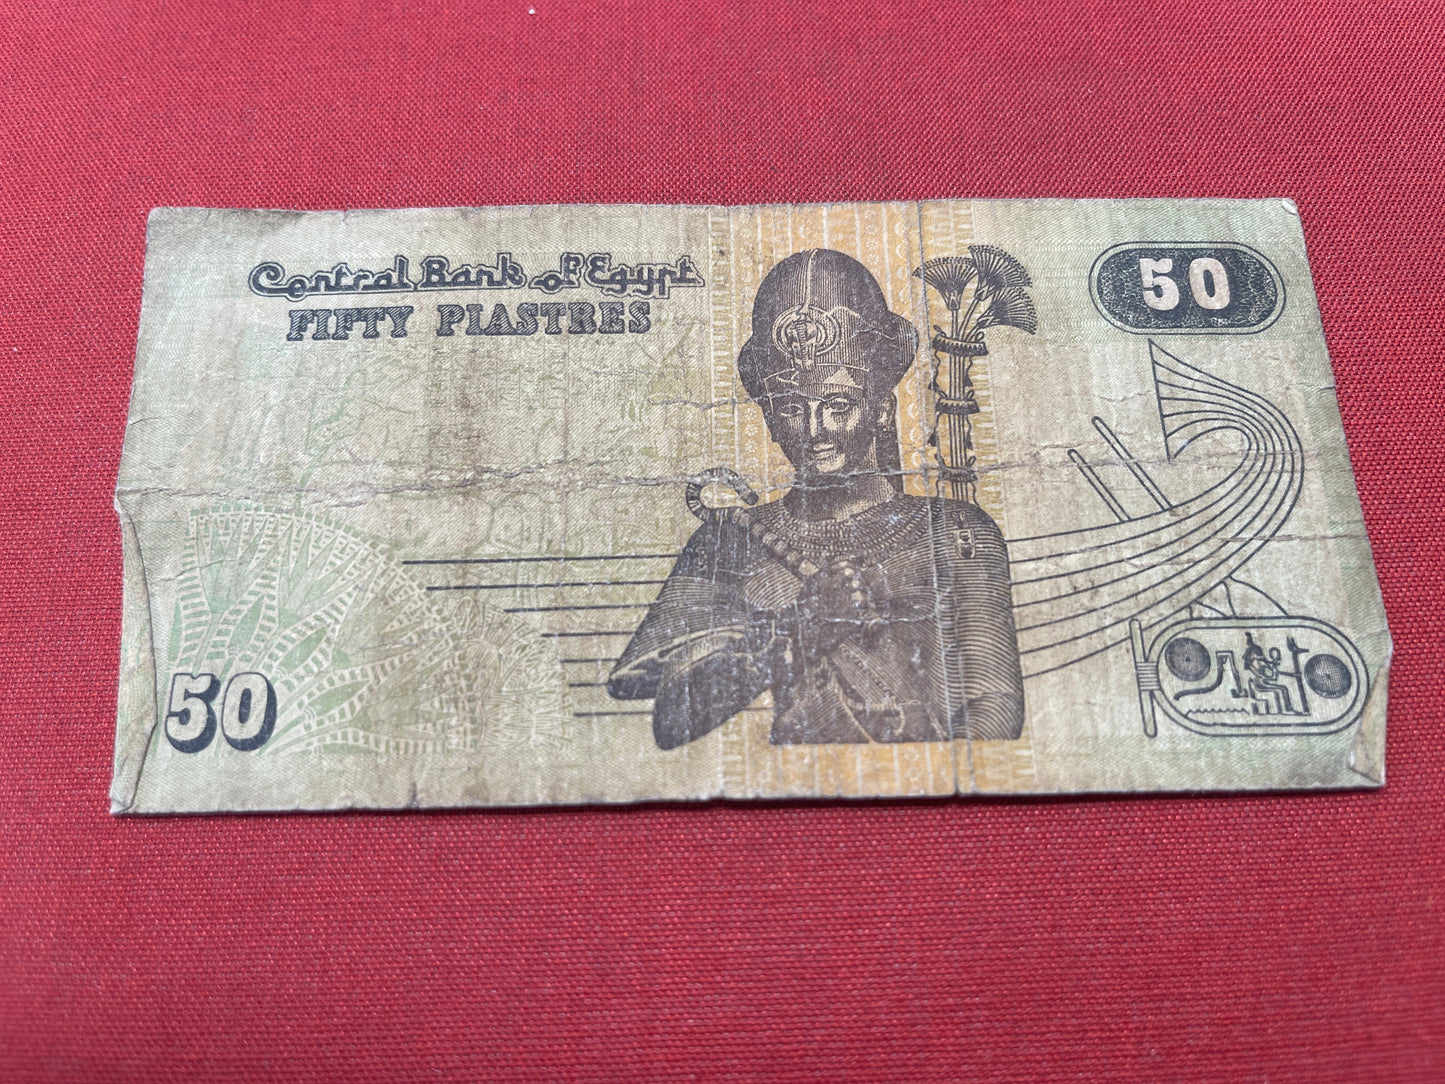 Central Bank of Egypt
FIFTY PIASTRES
50
50